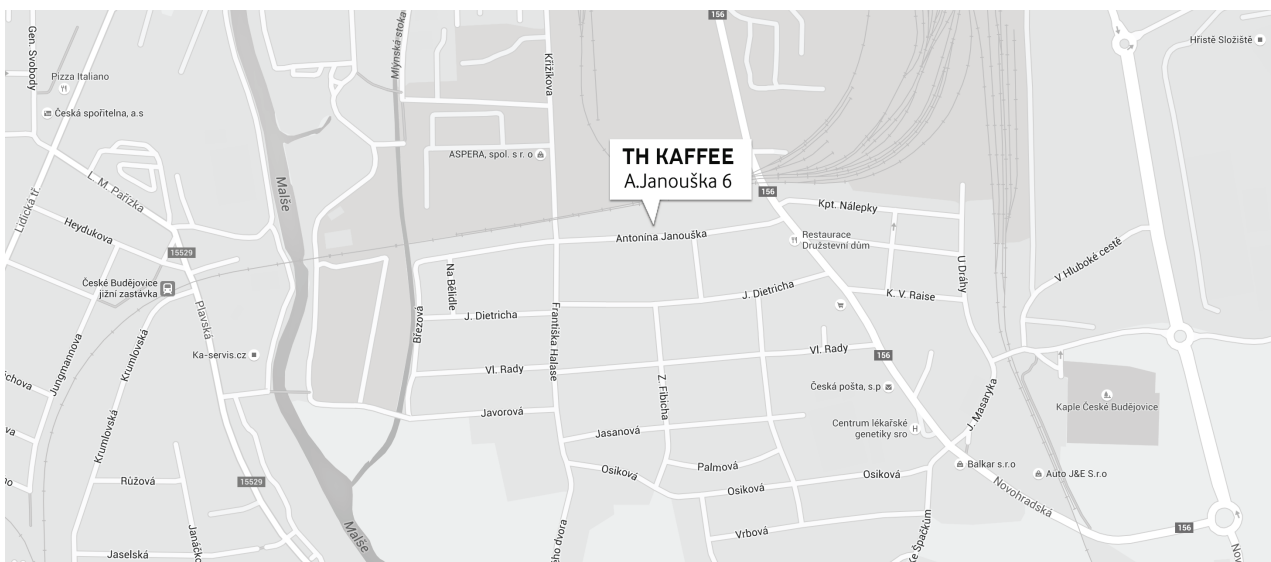 156
Gen. Svobody
Mlýnská stoka
Křižíkova
Hřiště Složiště
Pizza Italiano
Česká spořitelna, a.s
ASPERA, spol. s r. o
TH KAFFEE
A.Janouška 6
L. M. Pařízka
Malše
Lidická tř
156
Kpt. Nálepky
Heydukova
Antonína Janouška
Restaurace
Družstevní dům
15529
V Hluboké cestě
U Dráhy
České Budějovice
jižní zastávka
Na Bělidle
J. Dietricha
K. V. Raise
Plavská
Březová
J. Dietricha
Františka Halase
Krumlovská
Jungmannova
Ka-servis.cz
Vl. Rady
156
Vl. Rady
Z. Fibicha
Česká pošta, s.p
J. Masaryka
Kaple České Budějovice
Javorová
Krumlovská
Jasanová
Centrum lékařské
genetiky sro
Palmová
Balkar s.r.o
Osiková
Osiková
Auto J&E S.r.o
Růžová
15529
Osiková
Novohradská
Malše
Vrbová
156
Jaselská